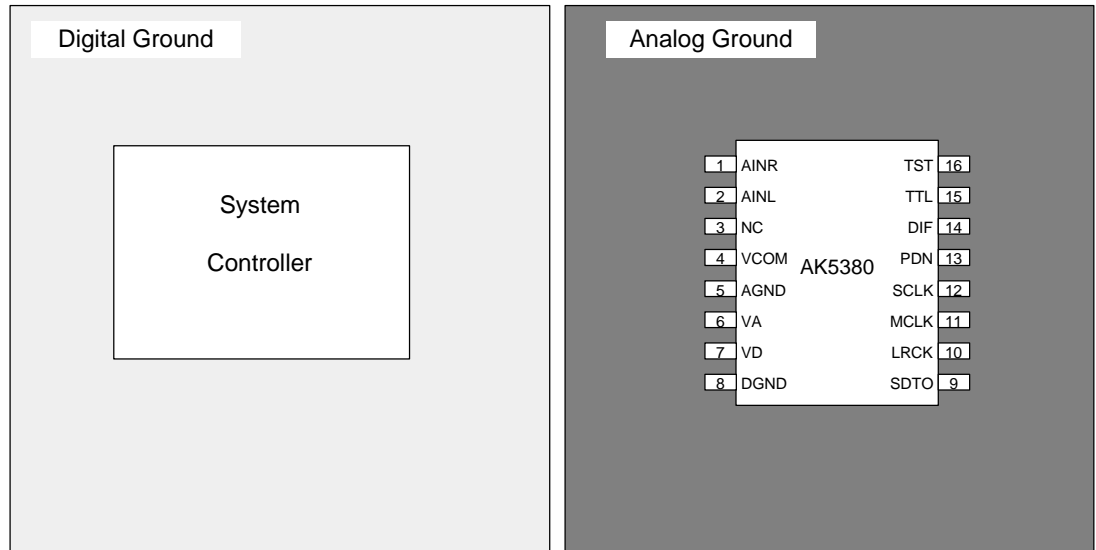 Digital Ground
Analog Ground
System
Controller
1 AINR TST 16
2 AINL TTL 15
3 NC DIF 14
4 VCOM AK5380 PDN 13
5 AGND SCLK 12
6 VA MCLK 11
7 VD LRCK 10
8 DGND SDTO 9